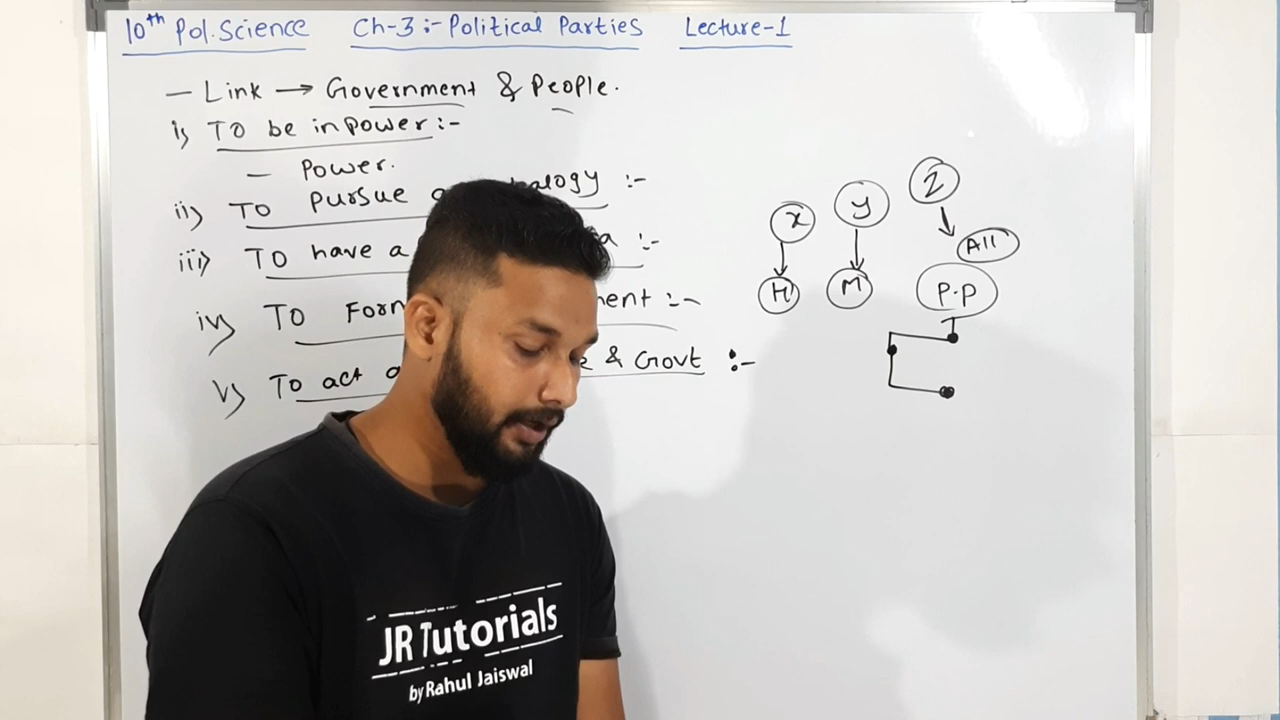 10th Pol. Science Ch-3 :- Political Parties Lecture-1
— Link → Government & People.
i) To be in power :-
— Power.
ii) To pursue :-
iii) To have a :-
iv) To :-
v) To act & Govt :-
x y
All
H M P.P
JR Tutorials
by Rahul Jaiswal